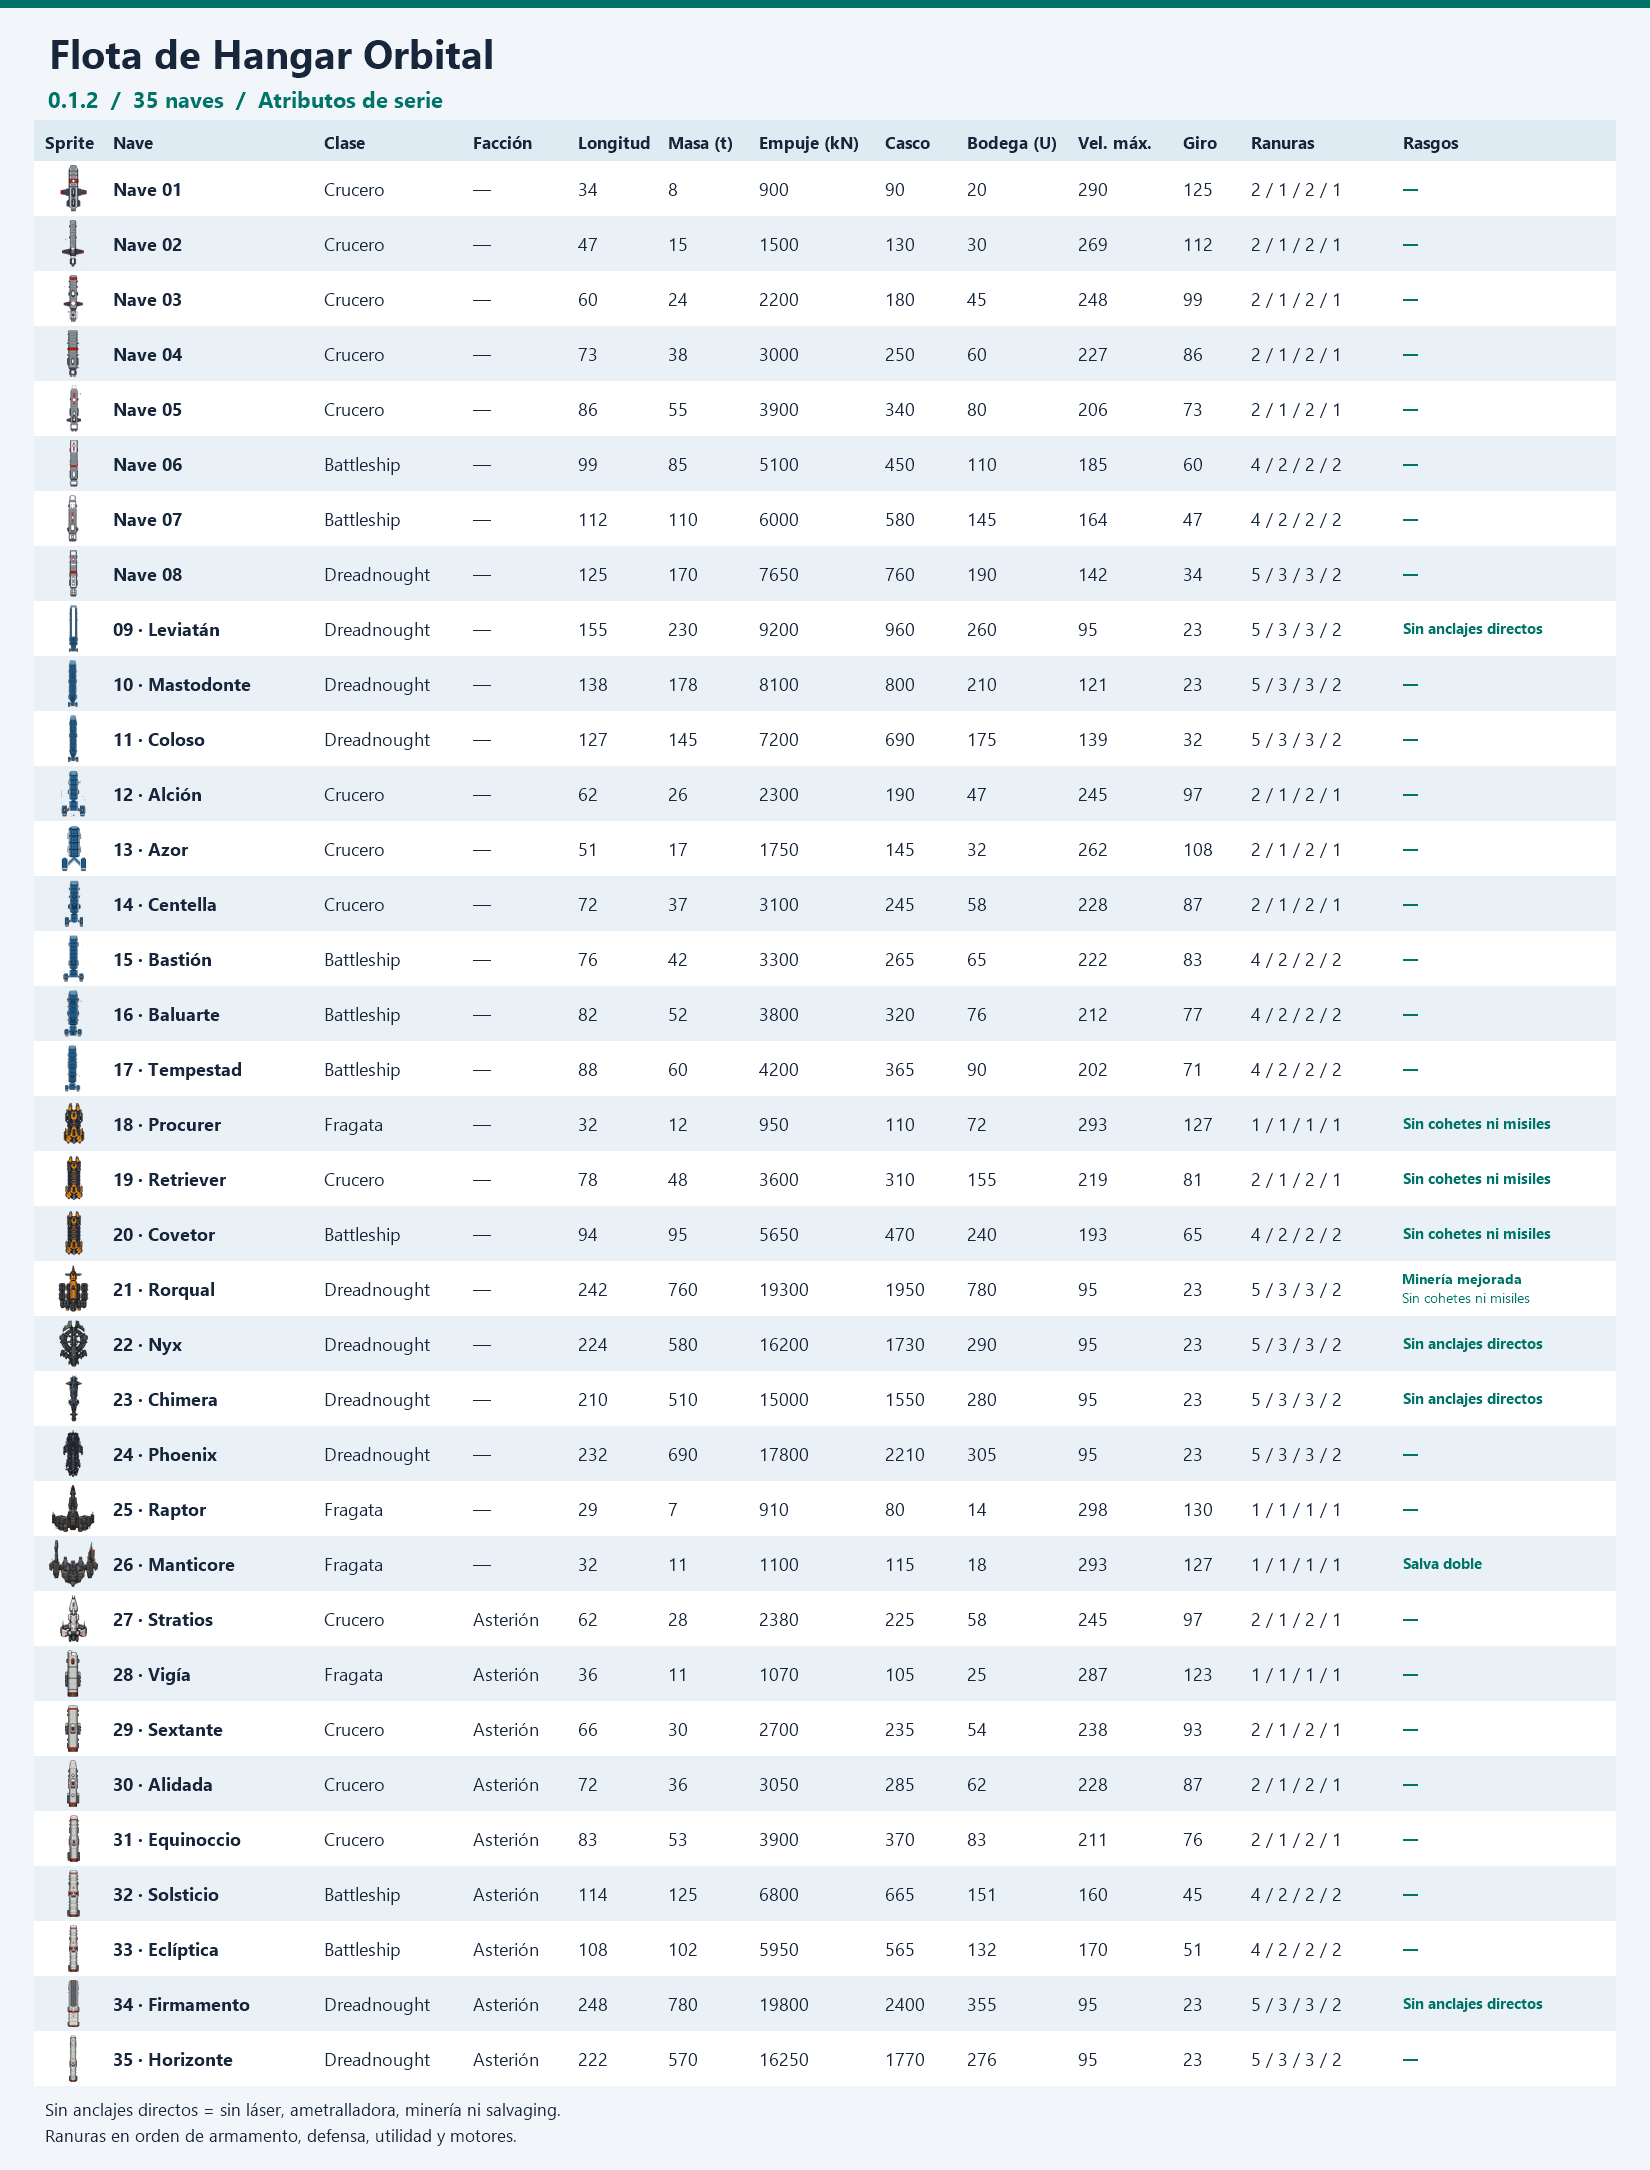 Flota de Hangar Orbital
0.1.2 / 35 naves / Atributos de serie
Sprite Nave Clase Facción Longitud Masa (t) Empuje (kN) Casco Bodega (U) Vel. máx. Giro Ranuras Rasgos
Nave 01 Crucero — 34 8 900 90 20 290 125 2 / 1 / 2 / 1 —
Nave 02 Crucero — 47 15 1500 130 30 269 112 2 / 1 / 2 / 1 —
Nave 03 Crucero — 60 24 2200 180 45 248 99 2 / 1 / 2 / 1 —
Nave 04 Crucero — 73 38 3000 250 60 227 86 2 / 1 / 2 / 1 —
Nave 05 Crucero — 86 55 3900 340 80 206 73 2 / 1 / 2 / 1 —
Nave 06 Battleship — 99 85 5100 450 110 185 60 4 / 2 / 2 / 2 —
Nave 07 Battleship — 112 110 6000 580 145 164 47 4 / 2 / 2 / 2 —
Nave 08 Dreadnought — 125 170 7650 760 190 142 34 5 / 3 / 3 / 2 —
09 · Leviatán Dreadnought — 155 230 9200 960 260 95 23 5 / 3 / 3 / 2 Sin anclajes directos
10 · Mastodonte Dreadnought — 138 178 8100 800 210 121 23 5 / 3 / 3 / 2 —
11 · Coloso Dreadnought — 127 145 7200 690 175 139 32 5 / 3 / 3 / 2 —
12 · Alción Crucero — 62 26 2300 190 47 245 97 2 / 1 / 2 / 1 —
13 · Azor Crucero — 51 17 1750 145 32 262 108 2 / 1 / 2 / 1 —
14 · Centella Crucero — 72 37 3100 245 58 228 87 2 / 1 / 2 / 1 —
15 · Bastión Battleship — 76 42 3300 265 65 222 83 4 / 2 / 2 / 2 —
16 · Baluarte Battleship — 82 52 3800 320 76 212 77 4 / 2 / 2 / 2 —
17 · Tempestad Battleship — 88 60 4200 365 90 202 71 4 / 2 / 2 / 2 —
18 · Procurer Fragata — 32 12 950 110 72 293 127 1 / 1 / 1 / 1 Sin cohetes ni misiles
19 · Retriever Crucero — 78 48 3600 310 155 219 81 2 / 1 / 2 / 1 Sin cohetes ni misiles
20 · Covetor Battleship — 94 95 5650 470 240 193 65 4 / 2 / 2 / 2 Sin cohetes ni misiles
21 · Rorqual Dreadnought — 242 760 19300 1950 780 95 23 5 / 3 / 3 / 2 Minería mejorada
Sin cohetes ni misiles
22 · Nyx Dreadnought — 224 580 16200 1730 290 95 23 5 / 3 / 3 / 2 Sin anclajes directos
23 · Chimera Dreadnought — 210 510 15000 1550 280 95 23 5 / 3 / 3 / 2 Sin anclajes directos
24 · Phoenix Dreadnought — 232 690 17800 2210 305 95 23 5 / 3 / 3 / 2 —
25 · Raptor Fragata — 29 7 910 80 14 298 130 1 / 1 / 1 / 1 —
26 · Manticore Fragata — 32 11 1100 115 18 293 127 1 / 1 / 1 / 1 Salva doble
27 · Stratios Crucero Asterión 62 28 2380 225 58 245 97 2 / 1 / 2 / 1 —
28 · Vigía Fragata Asterión 36 11 1070 105 25 287 123 1 / 1 / 1 / 1 —
29 · Sextante Crucero Asterión 66 30 2700 235 54 238 93 2 / 1 / 2 / 1 —
30 · Alidada Crucero Asterión 72 36 3050 285 62 228 87 2 / 1 / 2 / 1 —
31 · Equinoccio Crucero Asterión 83 53 3900 370 83 211 76 2 / 1 / 2 / 1 —
32 · Solsticio Battleship Asterión 114 125 6800 665 151 160 45 4 / 2 / 2 / 2 —
33 · Eclíptica Battleship Asterión 108 102 5950 565 132 170 51 4 / 2 / 2 / 2 —
34 · Firmamento Dreadnought Asterión 248 780 19800 2400 355 95 23 5 / 3 / 3 / 2 Sin anclajes directos
35 · Horizonte Dreadnought Asterión 222 570 16250 1770 276 95 23 5 / 3 / 3 / 2 —
Sin anclajes directos = sin láser, ametralladora, minería ni salvaging.
Ranuras en orden de armamento, defensa, utilidad y motores.